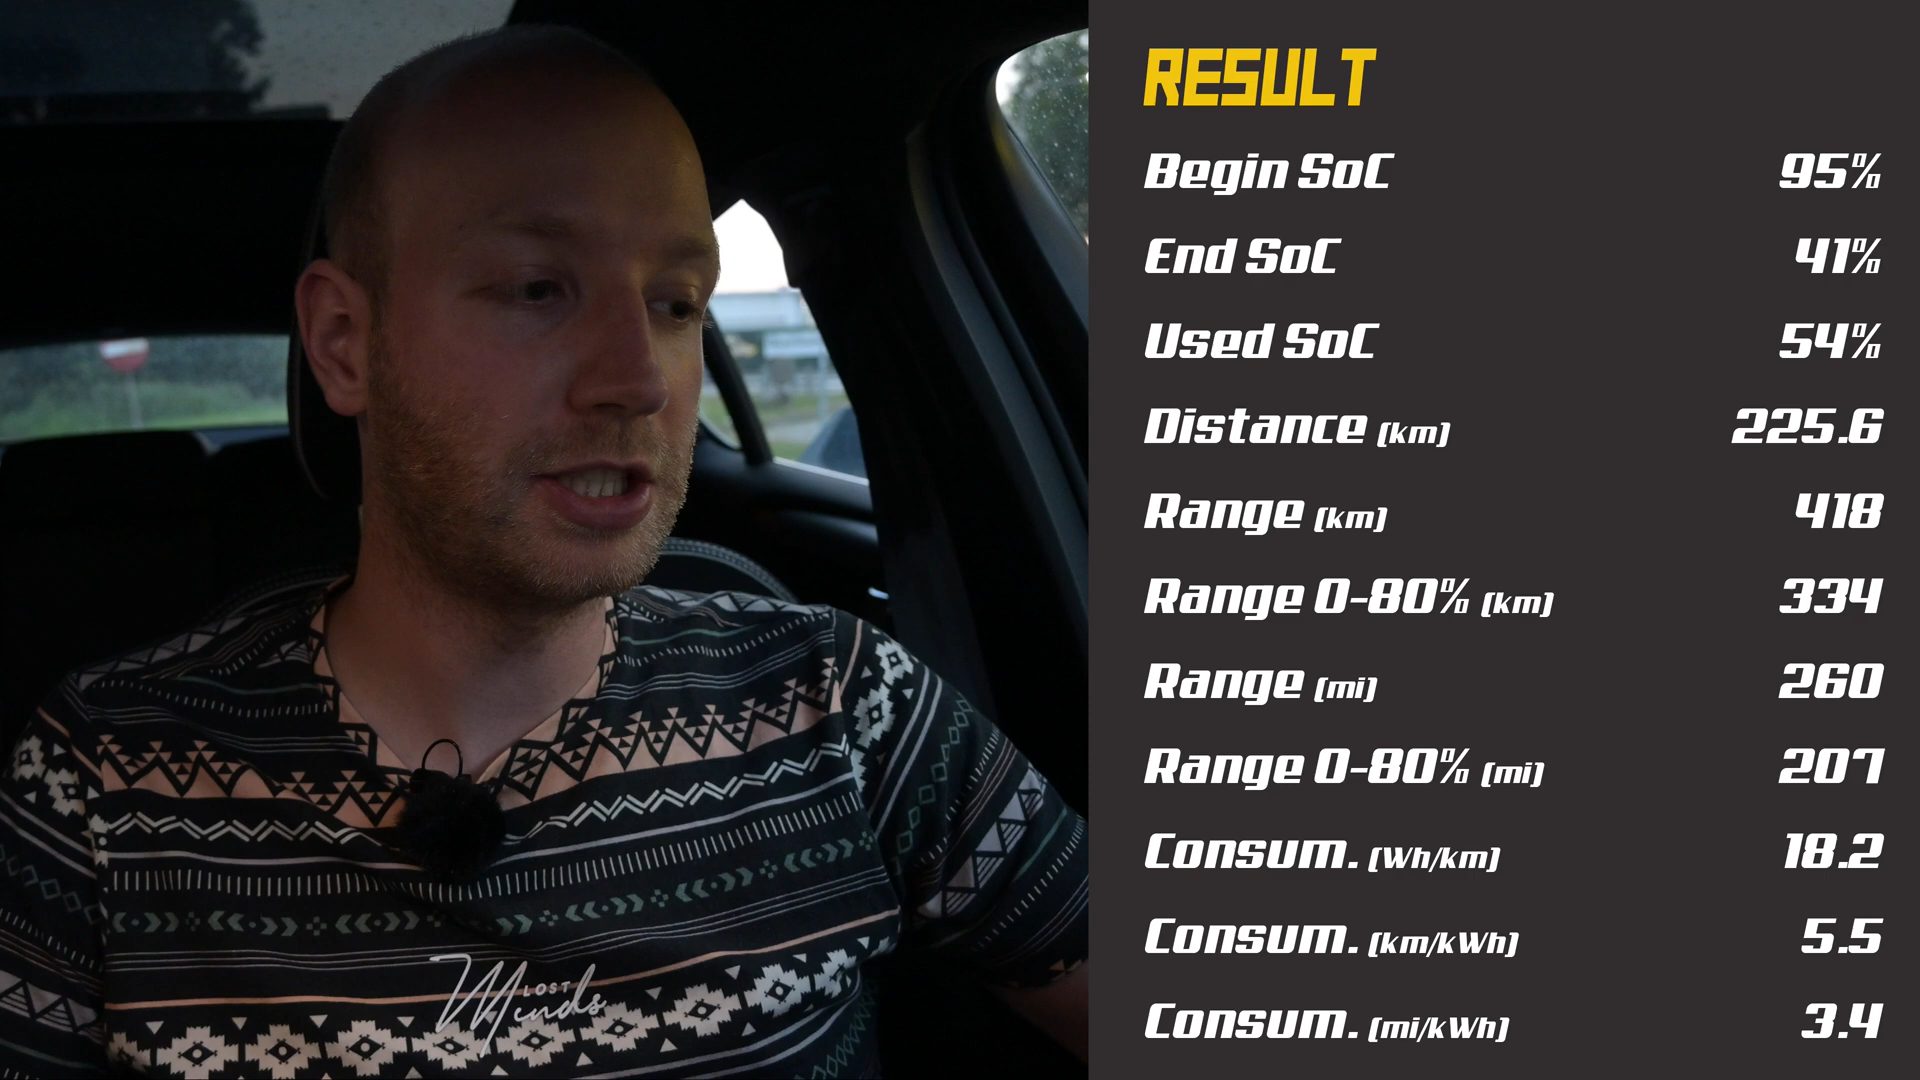 RESULT
Begin SoC 95%
End SoC 41%
Used SoC 54%
Distance (km) 225.6
Range (km) 418
Range 0-80% (km) 334
Range (mi) 260
Range 0-80% (mi) 207
Consum. (Wh/km) 18.2
Consum. (km/kWh) 5.5
Consum. (mi/kWh) 3.4
LOST
Minds